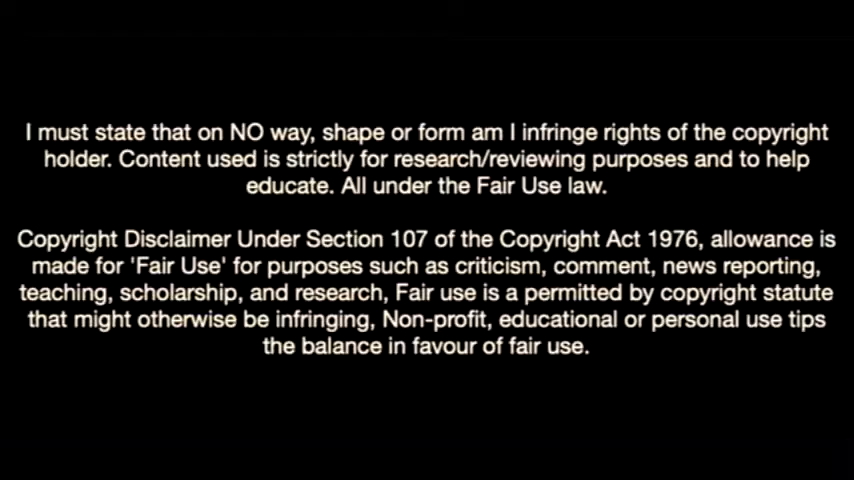 I must state that on NO way, shape or form am I infringe rights of the copyright
holder. Content used is strictly for research/reviewing purposes and to help
educate. All under the Fair Use law.
Copyright Disclaimer Under Section 107 of the Copyright Act 1976, allowance is
made for 'Fair Use' for purposes such as criticism, comment, news reporting,
teaching, scholarship, and research, Fair use is a permitted by copyright statute
that might otherwise be infringing, Non-profit, educational or personal use tips
the balance in favour of fair use.